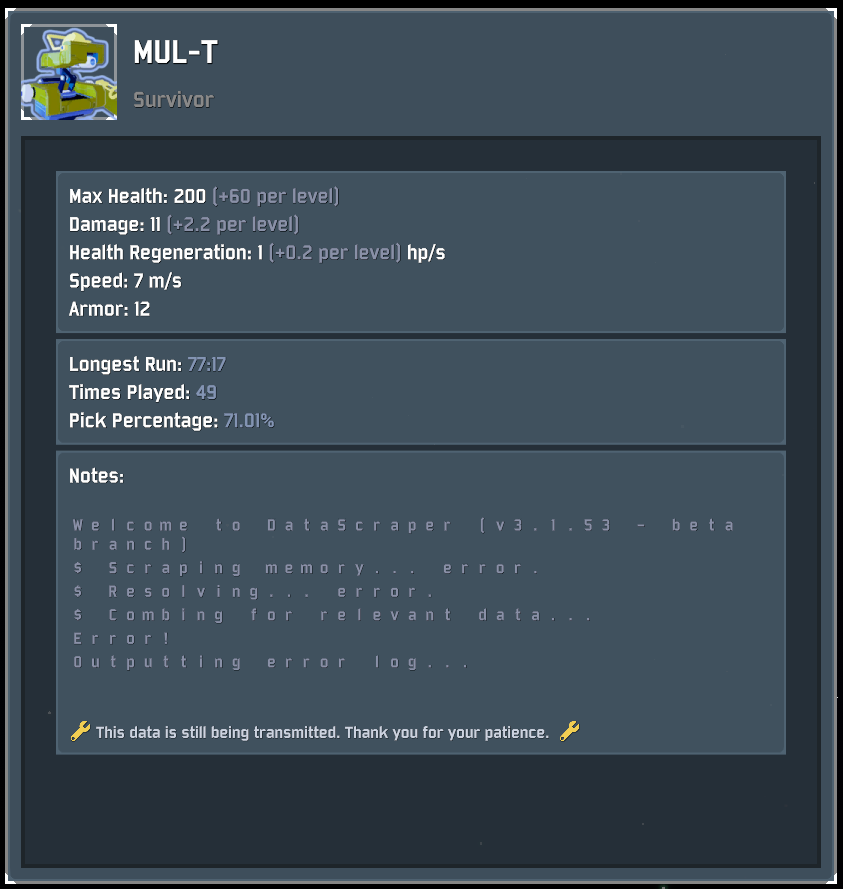 MUL-T
Survivor
Max Health: 200 (+60 per level)
Damage: 11 (+2.2 per level)
Health Regeneration: 1 (+0.2 per level) hp/s
Speed: 7 m/s
Armor: 12
Longest Run: 77:17
Times Played: 49
Pick Percentage: 71.01%
Notes:
Welcome to DataScraper (v3.1.53 - beta
branch)
$ Scraping memory... error.
$ Resolving... error.
$ Combing for relevant data...
Error!
Outputting error log...
This data is still being transmitted. Thank you for your patience.